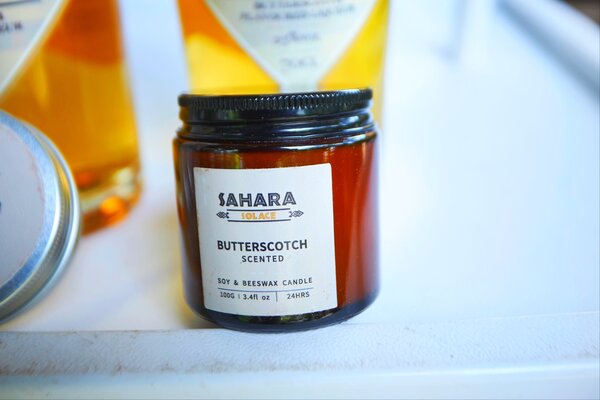 SAHARA
SOLACE
BUTTERSCOTCH
SCENTED
SOY & BEESWAX CANDLE
100G | 3.4fl oz | 24HRS